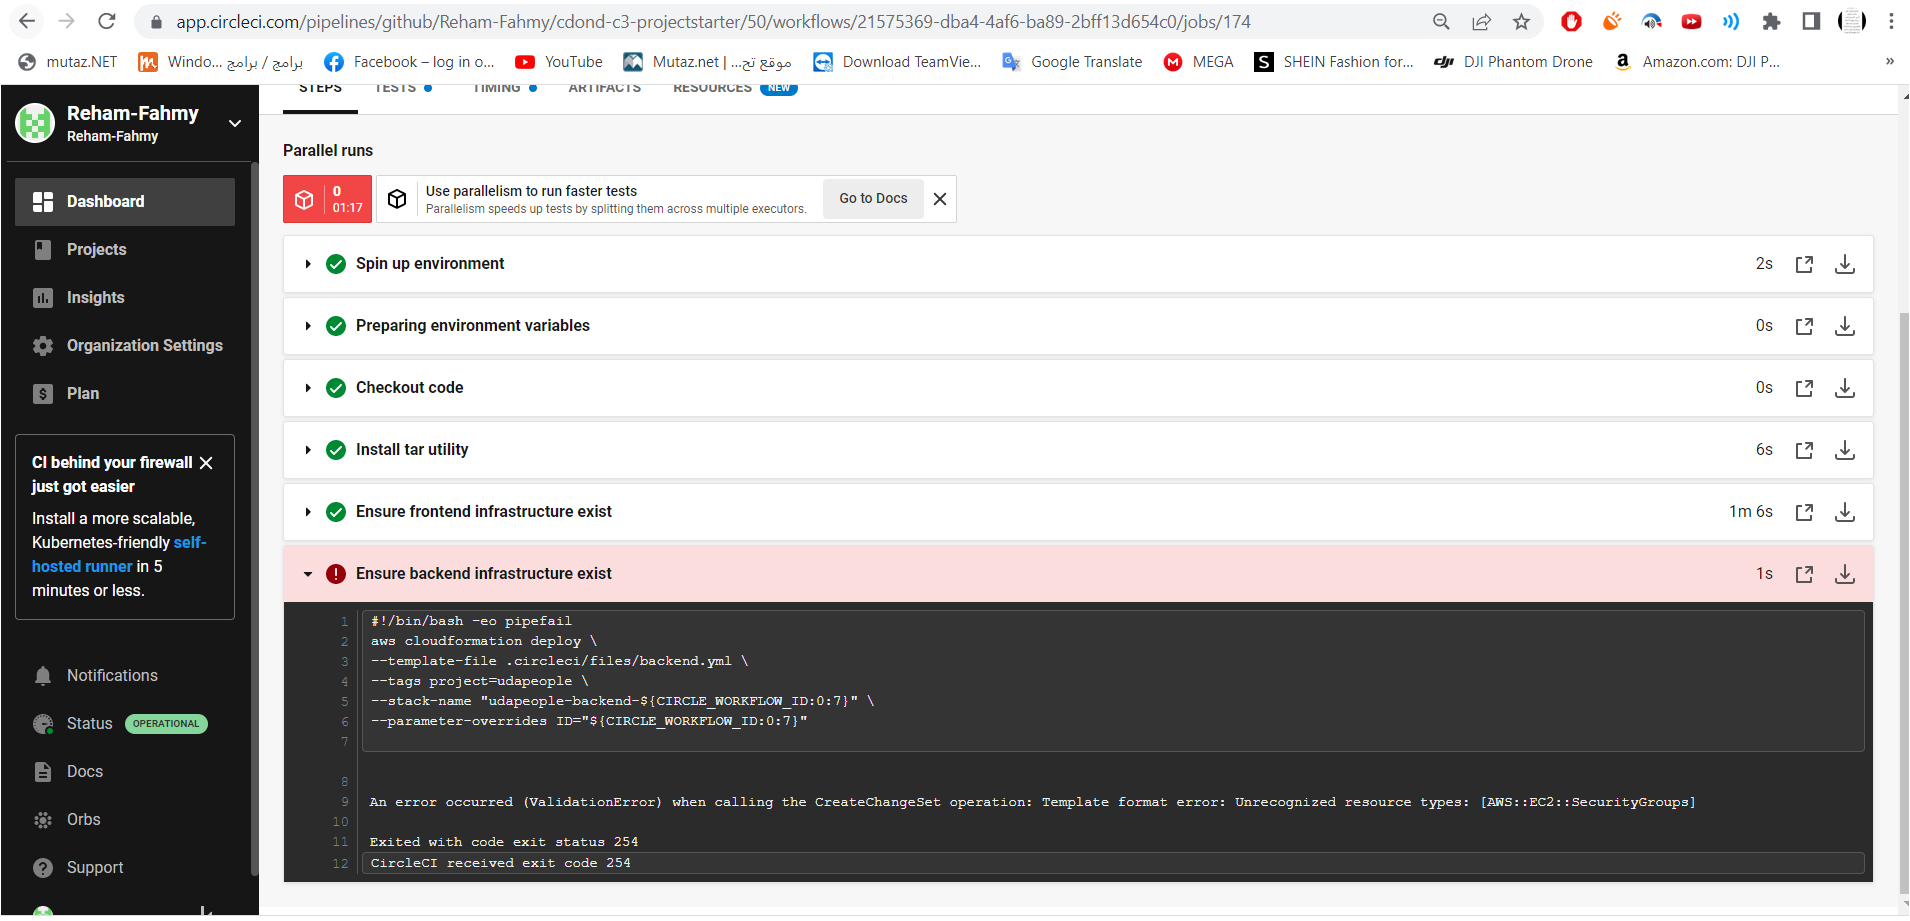 app.circleci.com/pipelines/github/Reham-Fahmy/cdond-c3-projectstarter/50/workflows/21575369-dba4-4af6-ba89-2bff13d654c0/jobs/174
mutaz.NET
Windo... برامج / برامج
Facebook – log in o...
YouTube
Mutaz.net | موقع تح...
Download TeamVie...
Google Translate
MEGA
SHEIN Fashion for...
DJI Phantom Drone
Amazon.com: DJI P...
»
Reham-Fahmy
Reham-Fahmy
Dashboard
Projects
Insights
Organization Settings
Plan
CI behind your firewall
just got easier
Install a more scalable,
Kubernetes-friendly self-
hosted runner in 5
minutes or less.
Notifications
Status OPERATIONAL
Docs
Orbs
Support
STEPS
TESTS
TIMING
ARTIFACTS
RESOURCES NEW
Parallel runs
0
01:17
Use parallelism to run faster tests
Parallelism speeds up tests by splitting them across multiple executors.
Go to Docs
Spin up environment 2s
Preparing environment variables 0s
Checkout code 0s
Install tar utility 6s
Ensure frontend infrastructure exist 1m 6s
Ensure backend infrastructure exist 1s
1 #!/bin/bash -eo pipefail
2 aws cloudformation deploy \
3 --template-file .circleci/files/backend.yml \
4 --tags project=udapeople \
5 --stack-name "udapeople-backend-${CIRCLE_WORKFLOW_ID:0:7}" \
6 --parameter-overrides ID="${CIRCLE_WORKFLOW_ID:0:7}"
7
8
9 An error occurred (ValidationError) when calling the CreateChangeSet operation: Template format error: Unrecognized resource types: [AWS::EC2::SecurityGroups]
10
11 Exited with code exit status 254
12 CircleCI received exit code 254